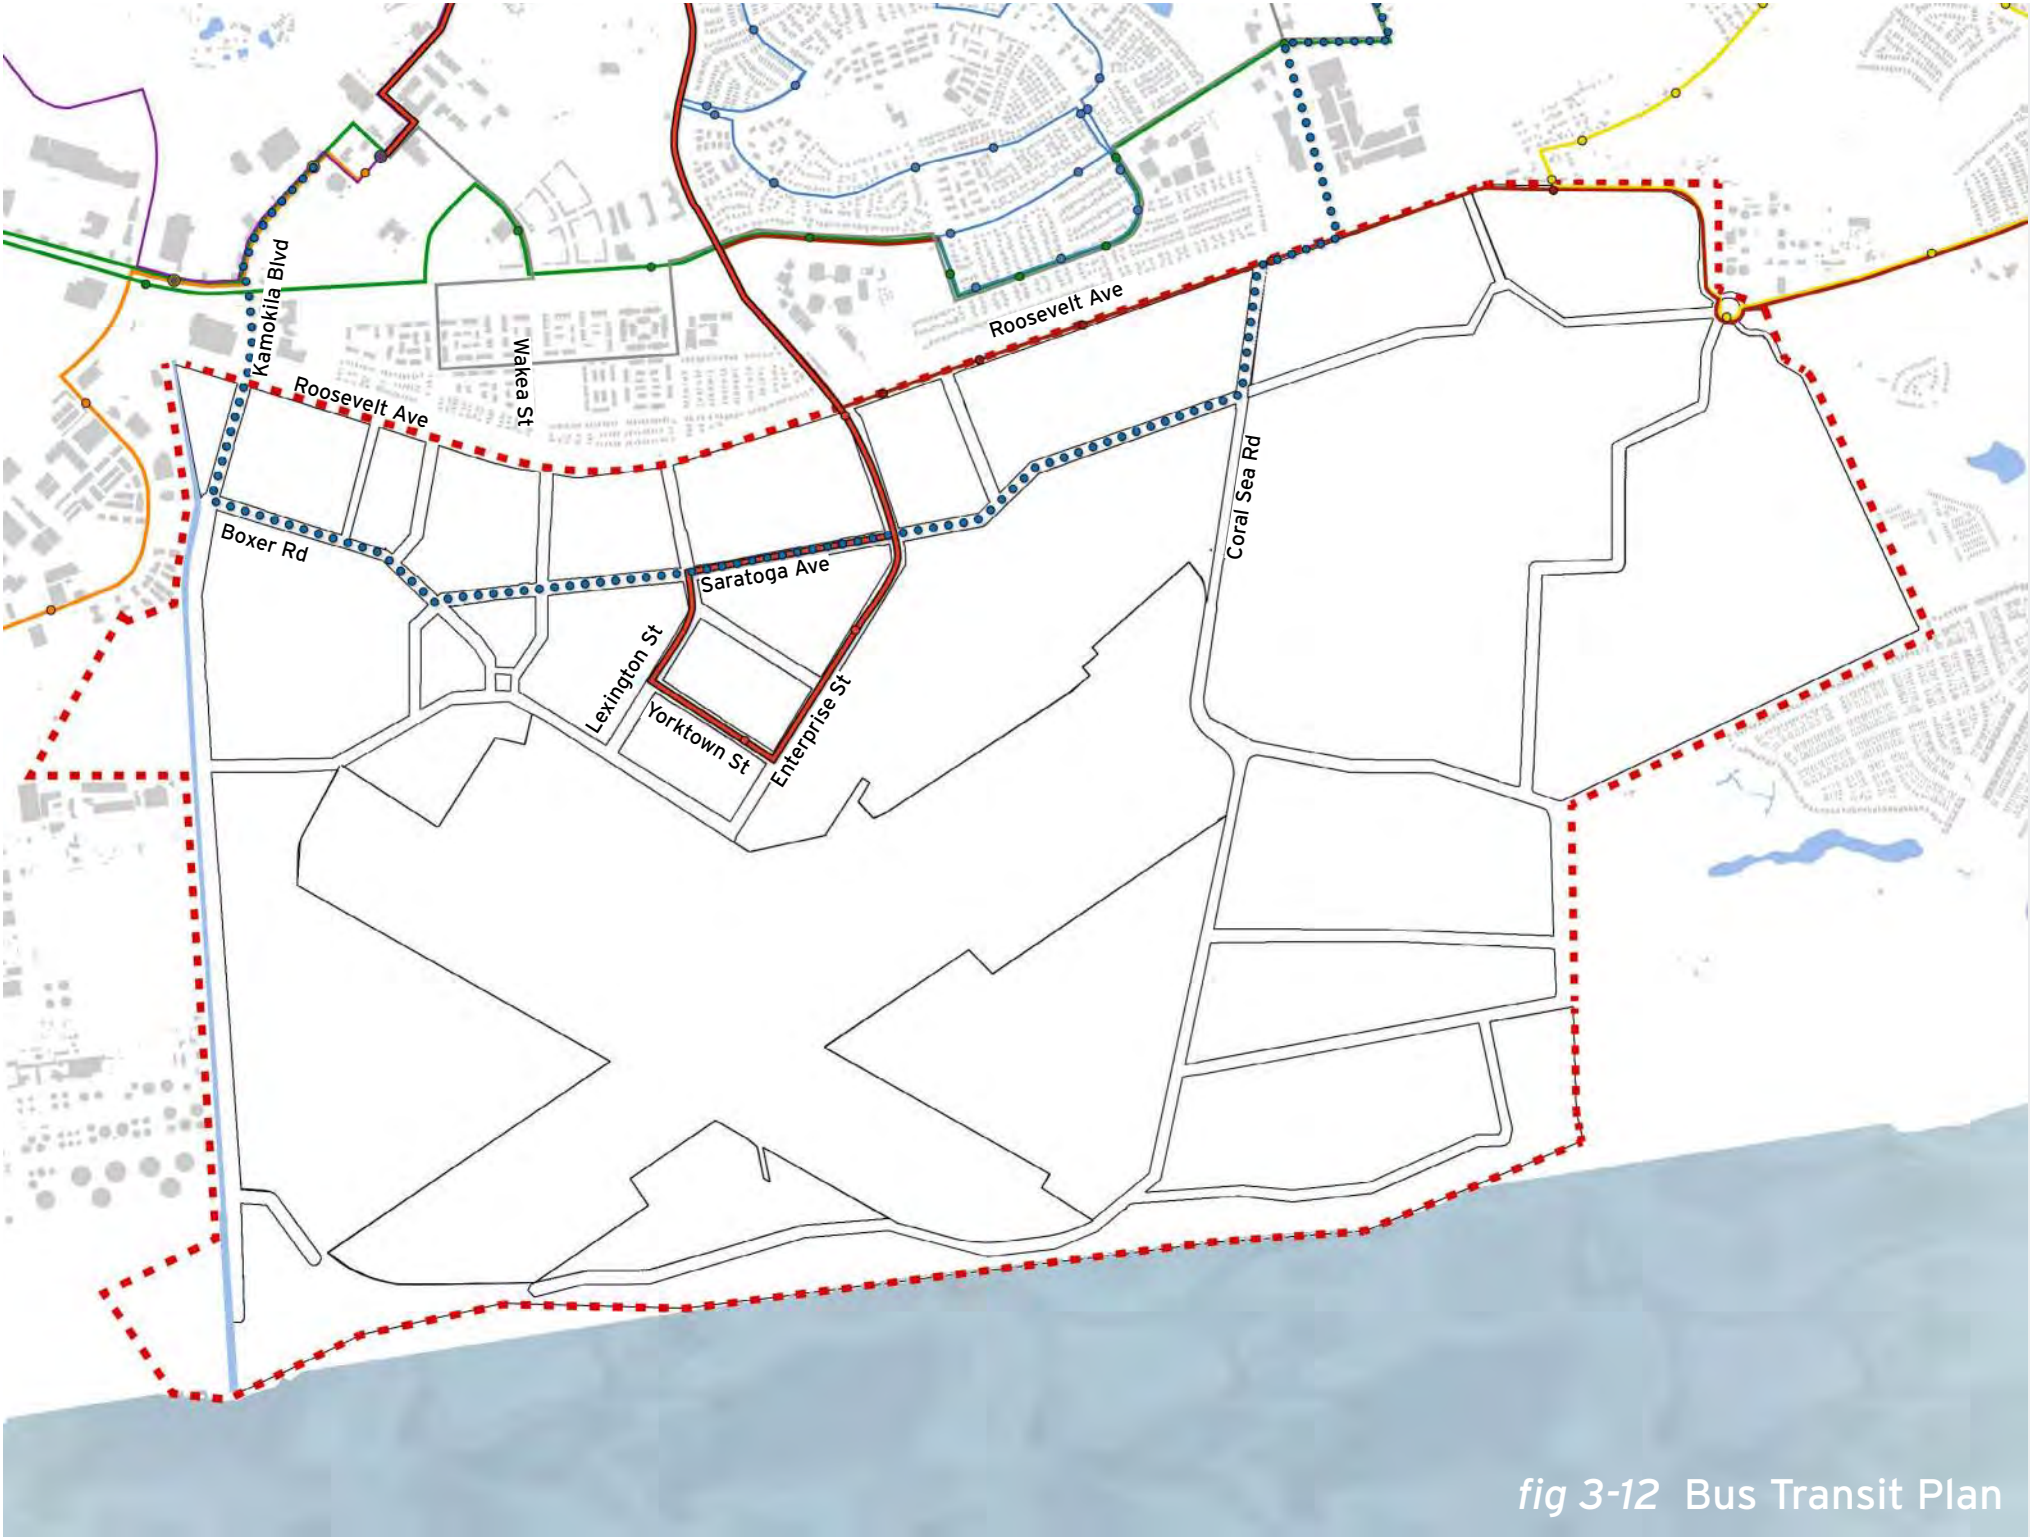 Kamokila Blvd
Wakea St
Roosevelt Ave
Roosevelt Ave
Boxer Rd
Saratoga Ave
Coral Sea Rd
Lexington St
Yorktown St
Enterprise St
fig 3-12 Bus Transit Plan